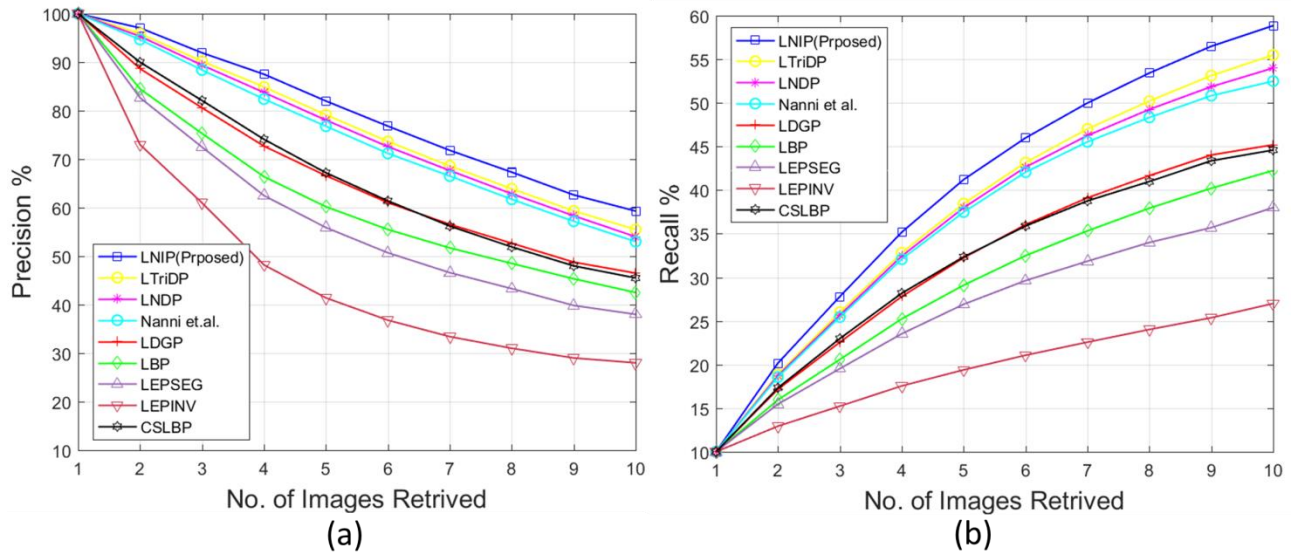 100
90
80
70
60
50
40
30
20
10
Precision %
LNIP(Prposed)
LTriDP
LNDP
Nanni et.al.
LDGP
LBP
LEPSEG
LEPINV
CSLBP
1 2 3 4 5 6 7 8 9 10
No. of Images Retrived
(a)
60
55
50
45
40
35
30
25
20
15
10
Recall %
LNIP(Prposed)
LTriDP
LNDP
Nanni et al.
LDGP
LBP
LEPSEG
LEPINV
CSLBP
1 2 3 4 5 6 7 8 9 10
No. of Images Retrived
(b)